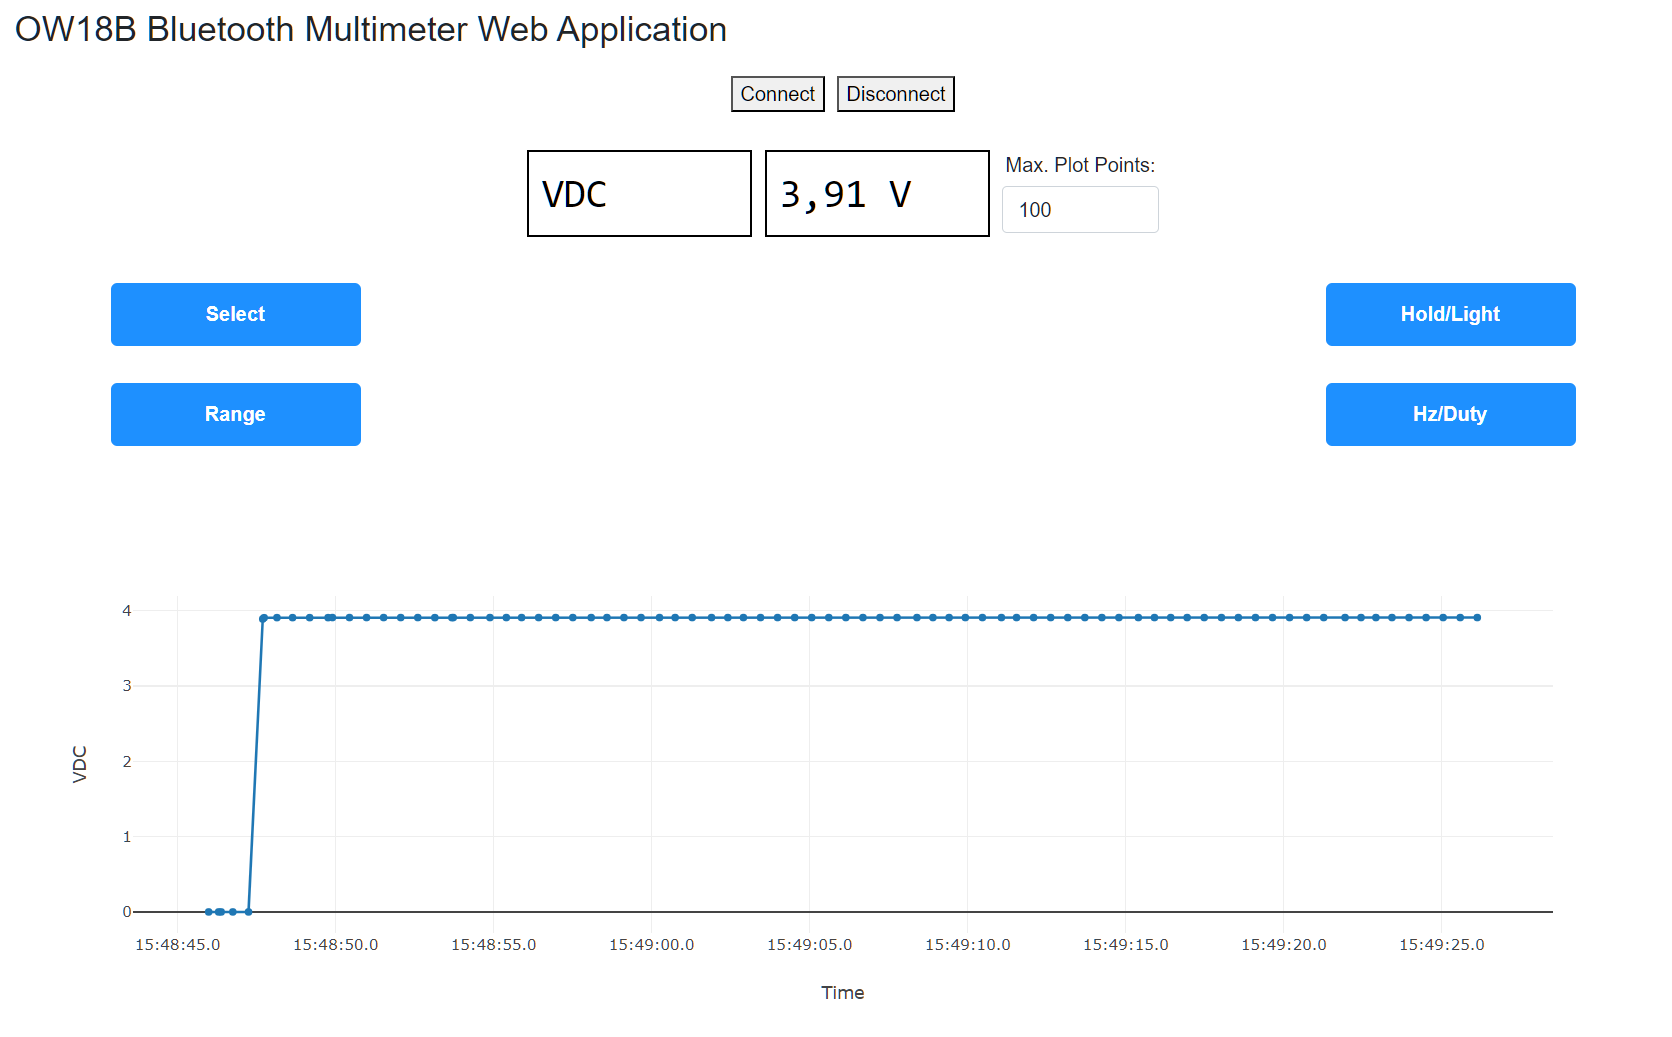 OW18B Bluetooth Multimeter Web Application
Connect Disconnect
VDC 3,91 V Max. Plot Points:
100
Select Hold/Light
Range Hz/Duty
4
3
2
1
0
VDC
15:48:45.0 15:48:50.0 15:48:55.0 15:49:00.0 15:49:05.0 15:49:10.0 15:49:15.0 15:49:20.0 15:49:25.0
Time